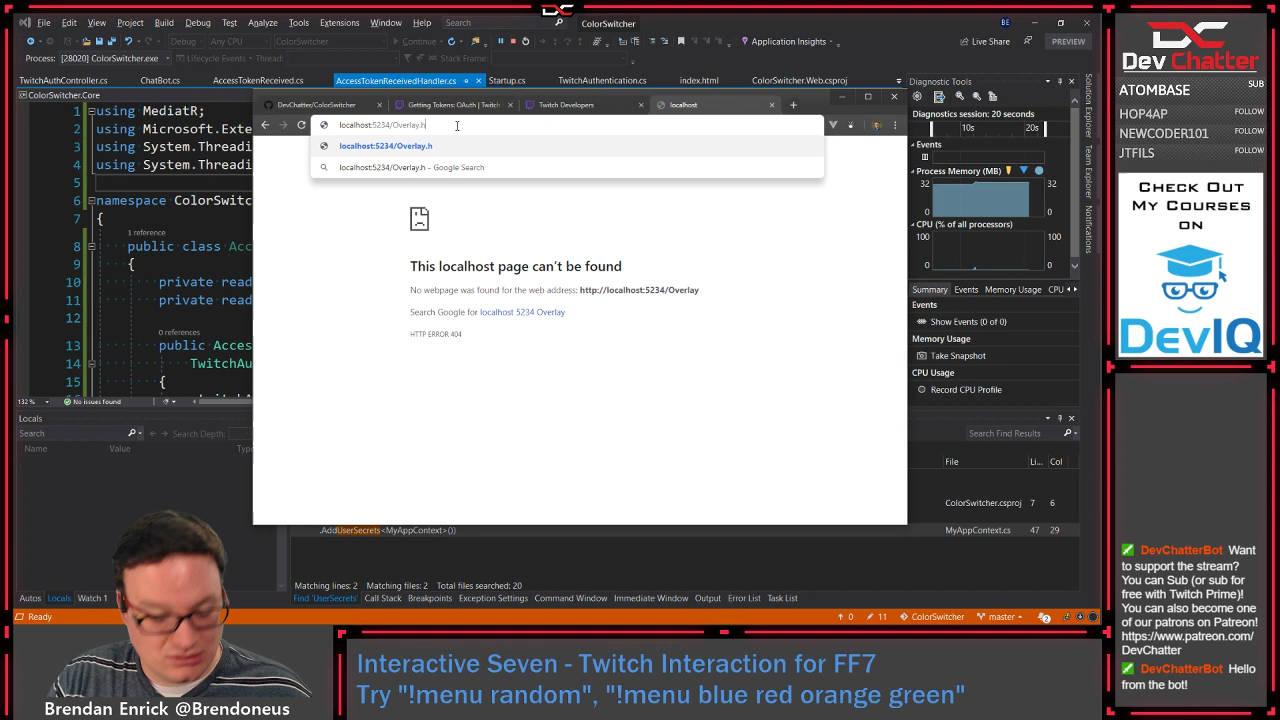 File Edit View Project Build Debug Test Analyze Tools Extensions Window Help Search ColorSwitcher BE
Debug Any CPU ColorSwitcher Continue Application Insights Live Share PREVIEW
Process: [28020] ColorSwitcher.exe Lifecycle Events Thread: Stack Frame:
TwitchAuthController.cs ChatBot.cs AccessTokenReceived.cs AccessTokenReceivedHandler.cs Startup.cs TwitchAuthentication.cs index.html ColorSwitcher.Web.csproj
ColorSwitcher.Core
1 using MediatR;
2 using Microsoft.Exte
3 using System.Threadi
4 using System.Threadi
5
6 namespace ColorSwitc
7 {
1 reference
8 public class Acc
9 {
10 private read
11 private read
12
0 references
13 public Acces
14 TwitchAu
15 {
132 % No issues found
DevChatter/ColorSwitcher
Getting Tokens: OAuth | Twitch
Twitch Developers
localhost
localhost:5234/Overlay.h
localhost:5234/Overlay.h
localhost:5234/Overlay.h - Google Search
This localhost page can't be found
No webpage was found for the web address: http://localhost:5234/Overlay
Search Google for localhost 5234 Overlay
HTTP ERROR 404
Diagnostic Tools
Diagnostics session: 20 seconds
10s 20s
Events
Process Memory (MB)
32 32
0 0
CPU (% of all processors)
100 100
0 0
Summary Events Memory Usage CPU
Events
Show Events (0 of 0)
Memory Usage
Take Snapshot
CPU Usage
Record CPU Profile
Solution Explorer
Team Explorer
Notifications
Locals
Search Search Depth:
Name Value Type
Search Find Results
File Li... Col
ColorSwitcher.csproj 7 6
.AddUserSecrets<MyAppContext>()) MyAppContext.cs 47 29
Matching lines: 2 Matching files: 2 Total files searched: 20
Autos Locals Watch 1
Find 'UserSecrets' Call Stack Breakpoints Exception Settings Command Window Immediate Window Output Error List Task List
Ready 0 11 ColorSwitcher master 2
DC
DC
Dev Chatter
ATOMBASE SUB
HOP4AP FOLLOW
NEWCODER101 FOLLOW
JTFILS FOLLOW
CHECK OUT
MY COURSES
ON
DevIQ
DevChatterBot Want
to support the stream?
You can Sub (or sub for
free with Twitch Prime)!
You can also become one
of our patrons on Patreon!
https://www.patreon.com/
DevChatter
DevChatterBot Hello
from the bot!
Interactive Seven - Twitch Interaction for FF7
Try "!menu random", "!menu blue red orange green"
Brendan Enrick @Brendoneus